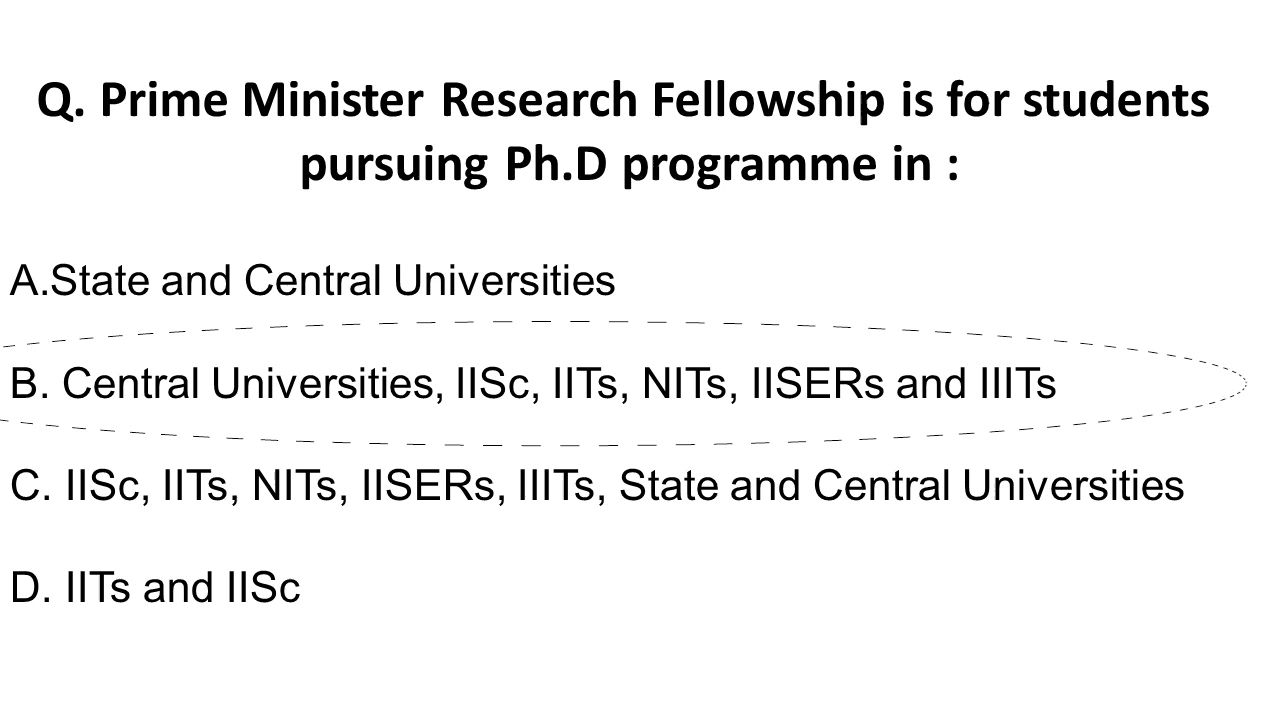 Q. Prime Minister Research Fellowship is for students
pursuing Ph.D programme in :
A.State and Central Universities
B. Central Universities, IISc, IITs, NITs, IISERs and IIITs
C. IISc, IITs, NITs, IISERs, IIITs, State and Central Universities
D. IITs and IISc